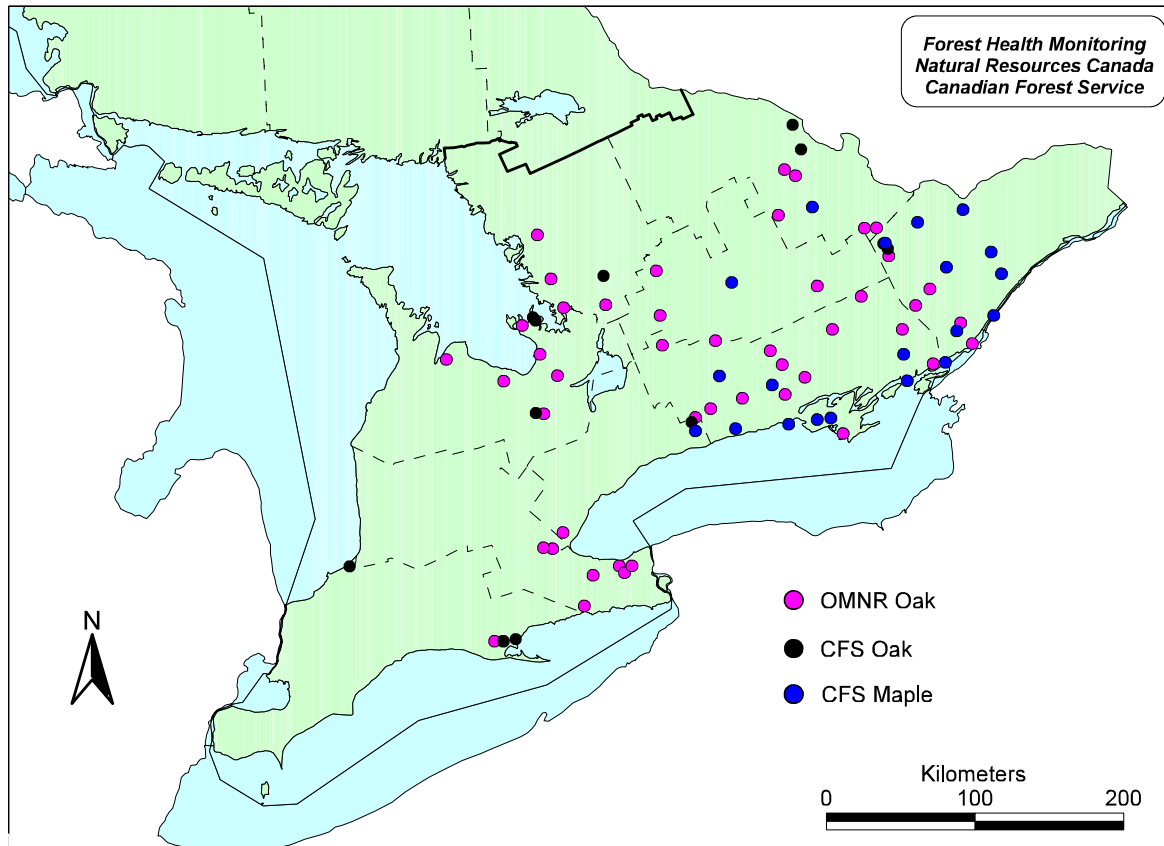 Forest Health Monitoring
Natural Resources Canada
Canadian Forest Service
OMNR Oak
CFS Oak
CFS Maple
N
Kilometers
0 100 200